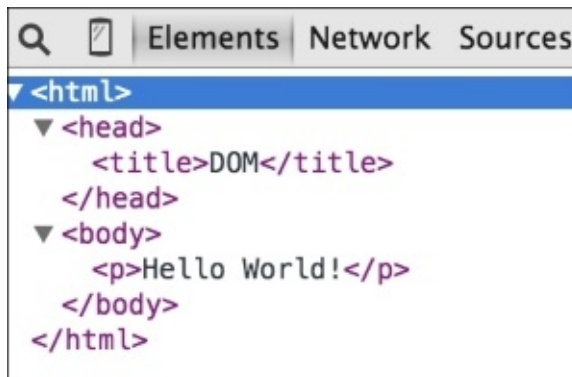 Elements Network Sources
<html>
<head>
<title>DOM</title>
</head>
<body>
<p>Hello World!</p>
</body>
</html>